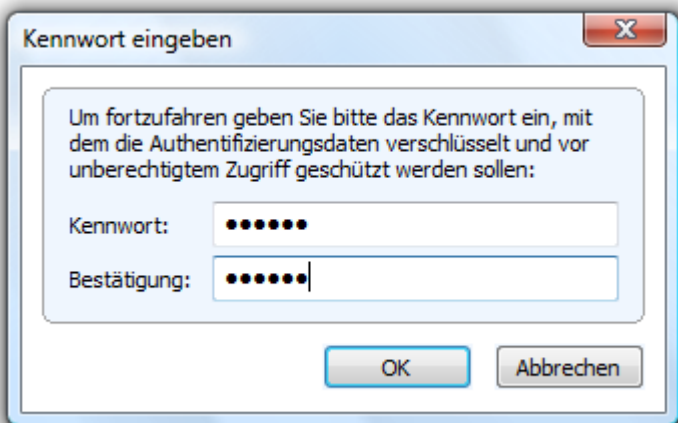 Kennwort eingeben
Um fortzufahren geben Sie bitte das Kennwort ein, mit
dem die Authentifizierungsdaten verschlüsselt und vor
unberechtigtem Zugriff geschützt werden sollen:
Kennwort: ●●●●●●
Bestätigung: ●●●●●●
OK Abbrechen